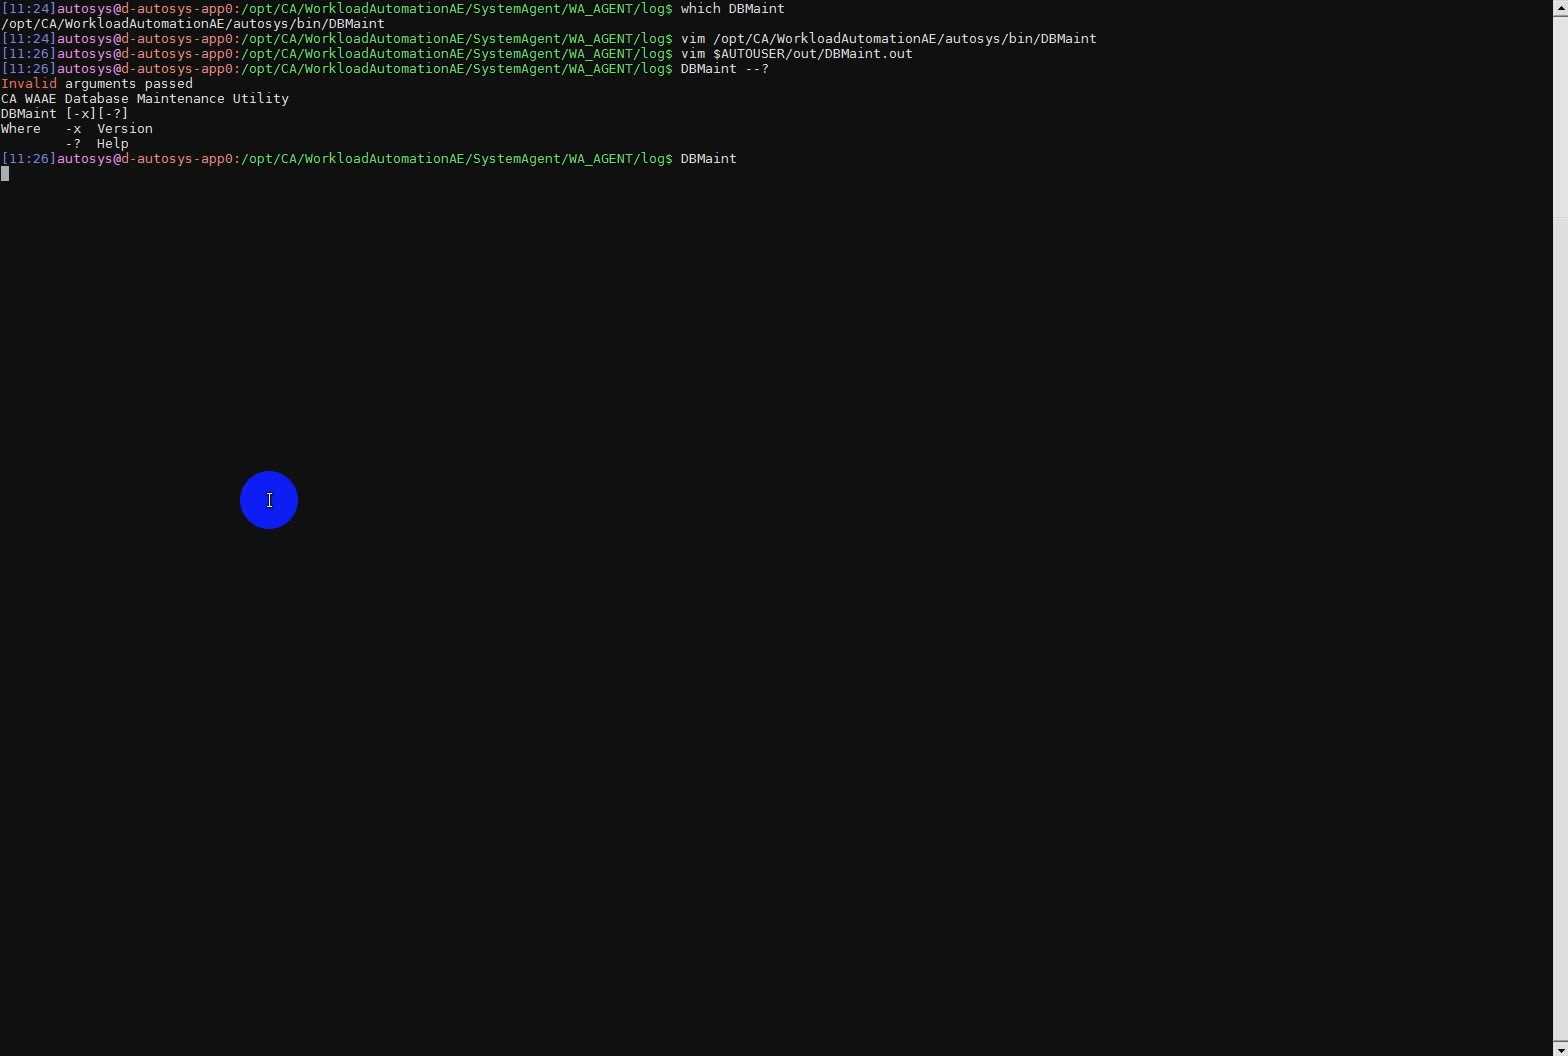 [11:24]autosys@d-autosys-app0:/opt/CA/WorkloadAutomationAE/SystemAgent/WA_AGENT/log$ which DBMaint
/opt/CA/WorkloadAutomationAE/autosys/bin/DBMaint
[11:24]autosys@d-autosys-app0:/opt/CA/WorkloadAutomationAE/SystemAgent/WA_AGENT/log$ vim /opt/CA/WorkloadAutomationAE/autosys/bin/DBMaint
[11:26]autosys@d-autosys-app0:/opt/CA/WorkloadAutomationAE/SystemAgent/WA_AGENT/log$ vim $AUTOUSER/out/DBMaint.out
[11:26]autosys@d-autosys-app0:/opt/CA/WorkloadAutomationAE/SystemAgent/WA_AGENT/log$ DBMaint --?
Invalid arguments passed
CA WAAE Database Maintenance Utility
DBMaint [-x][-?]
Where   -x  Version
        -?  Help
[11:26]autosys@d-autosys-app0:/opt/CA/WorkloadAutomationAE/SystemAgent/WA_AGENT/log$ DBMaint